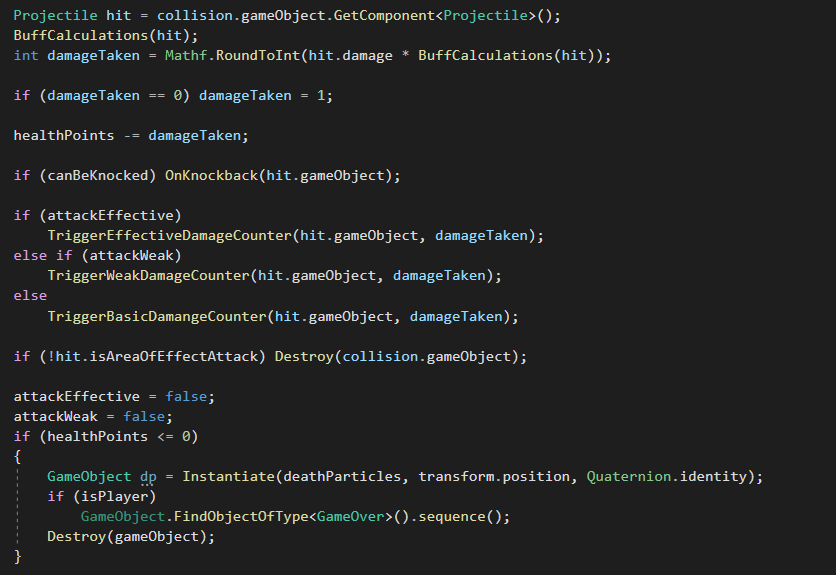 Projectile hit = collision.gameObject.GetComponent<Projectile>();
BuffCalculations(hit);
int damageTaken = Mathf.RoundToInt(hit.damage * BuffCalculations(hit));
if (damageTaken == 0) damageTaken = 1;
healthPoints -= damageTaken;
if (canBeKnocked) OnKnockback(hit.gameObject);
if (attackEffective)
    TriggerEffectiveDamageCounter(hit.gameObject, damageTaken);
else if (attackWeak)
    TriggerWeakDamageCounter(hit.gameObject, damageTaken);
else
    TriggerBasicDamangeCounter(hit.gameObject, damageTaken);
if (!hit.isAreaOfEffectAttack) Destroy(collision.gameObject);
attackEffective = false;
attackWeak = false;
if (healthPoints <= 0)
{
    GameObject dp = Instantiate(deathParticles, transform.position, Quaternion.identity);
    if (isPlayer)
        GameObject.FindObjectOfType<GameOver>().sequence();
    Destroy(gameObject);
}